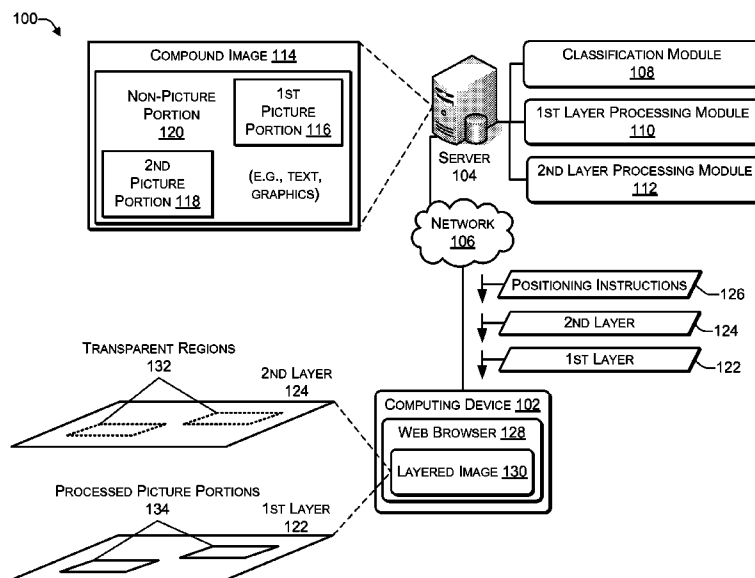 100
COMPOUND IMAGE 114
NON-PICTURE
PORTION
120
1ST
PICTURE
PORTION 116
2ND
PICTURE
PORTION 118
(E.G., TEXT,
GRAPHICS)
SERVER
104
CLASSIFICATION MODULE
108
1ST LAYER PROCESSING MODULE
110
2ND LAYER PROCESSING MODULE
112
NETWORK
106
POSITIONING INSTRUCTIONS
126
2ND LAYER
124
1ST LAYER
122
TRANSPARENT REGIONS
132
2ND LAYER
124
COMPUTING DEVICE 102
WEB BROWSER 128
LAYERED IMAGE 130
PROCESSED PICTURE PORTIONS
134
1ST LAYER
122